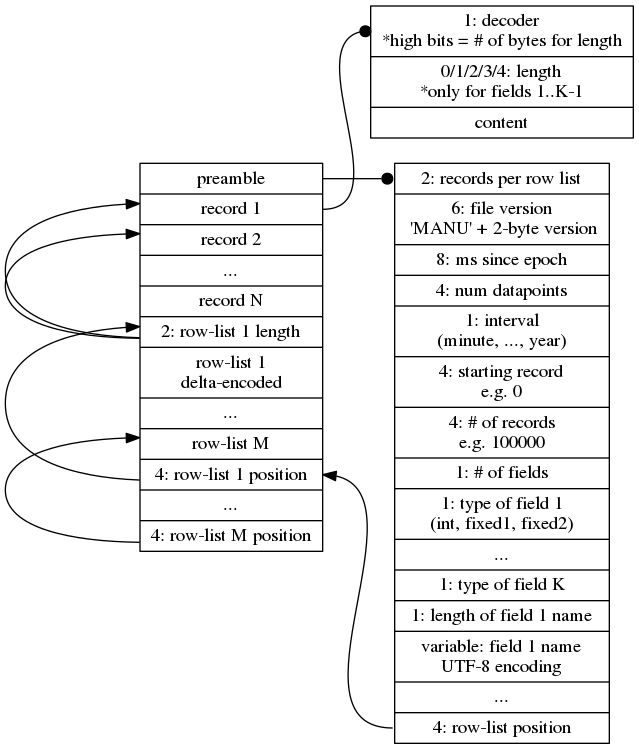 1: decoder
*high bits = # of bytes for length
0/1/2/3/4: length
*only for fields 1..K-1
content
preamble
record 1
record 2
...
record N
2: row-list 1 length
row-list 1
delta-encoded
...
row-list M
4: row-list 1 position
...
4: row-list M position
2: records per row list
6: file version
'MANU' + 2-byte version
8: ms since epoch
4: num datapoints
1: interval
(minute, ..., year)
4: starting record
e.g. 0
4: # of records
e.g. 100000
1: # of fields
1: type of field 1
(int, fixed1, fixed2)
...
1: type of field K
1: length of field 1 name
variable: field 1 name
UTF-8 encoding
...
4: row-list position